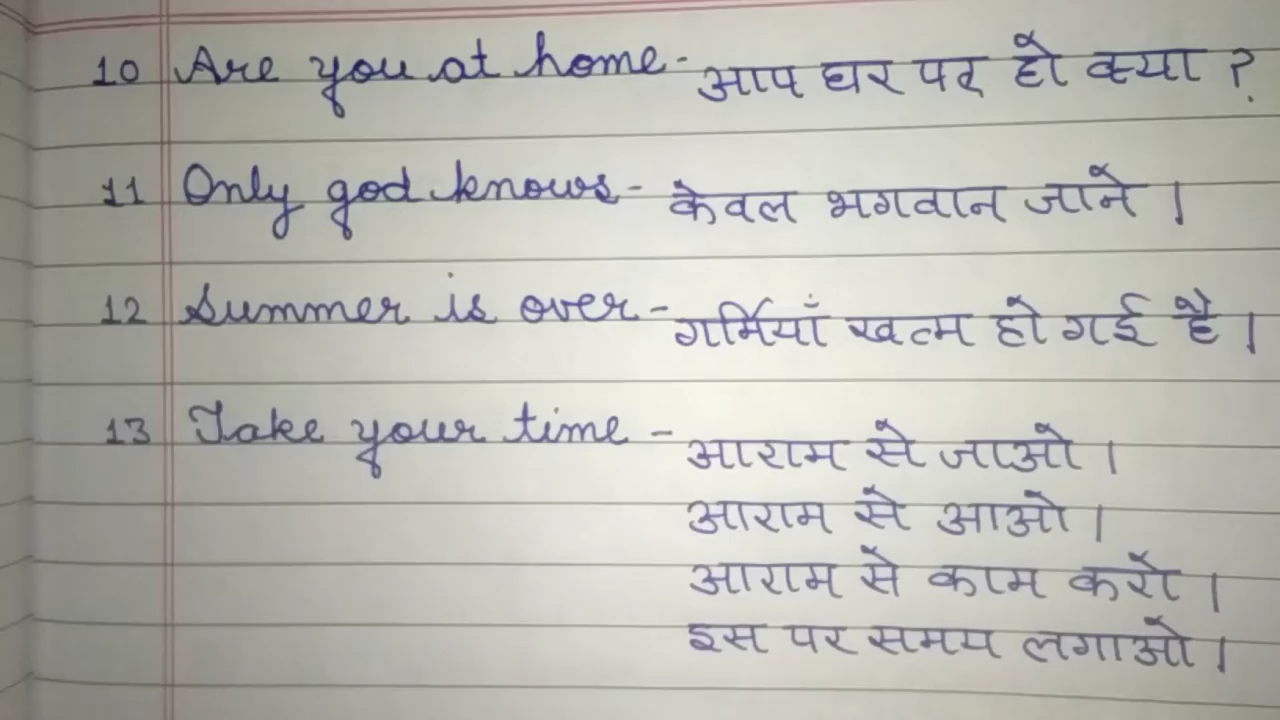 10 Are you at home - आप घर पर हो क्या ?
11 Only god knows - केवल भगवान जाने ।
12 Summer is over - गर्मियाँ खत्म हो गई है ।
13 Take your time - आराम से जाओ ।
आराम से आओ ।
आराम से काम करो ।
इस पर समय लगाओ ।